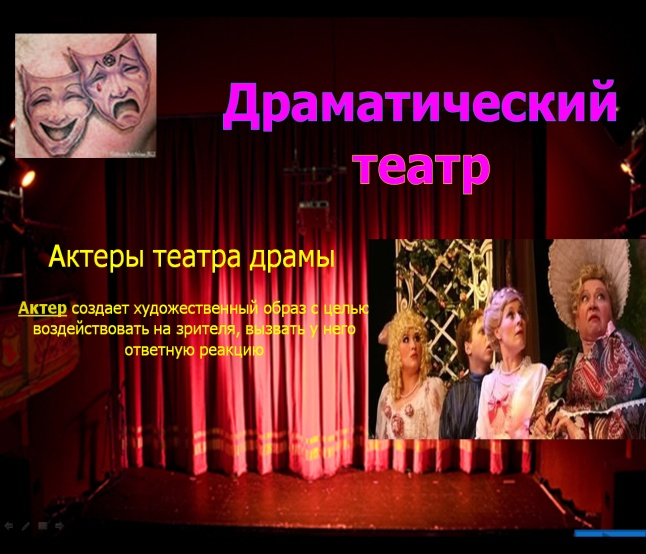 Драматический
театр
Актеры театра драмы
Актер создает художественный образ с целью
воздействовать на зрителя, вызвать у него
ответную реакцию